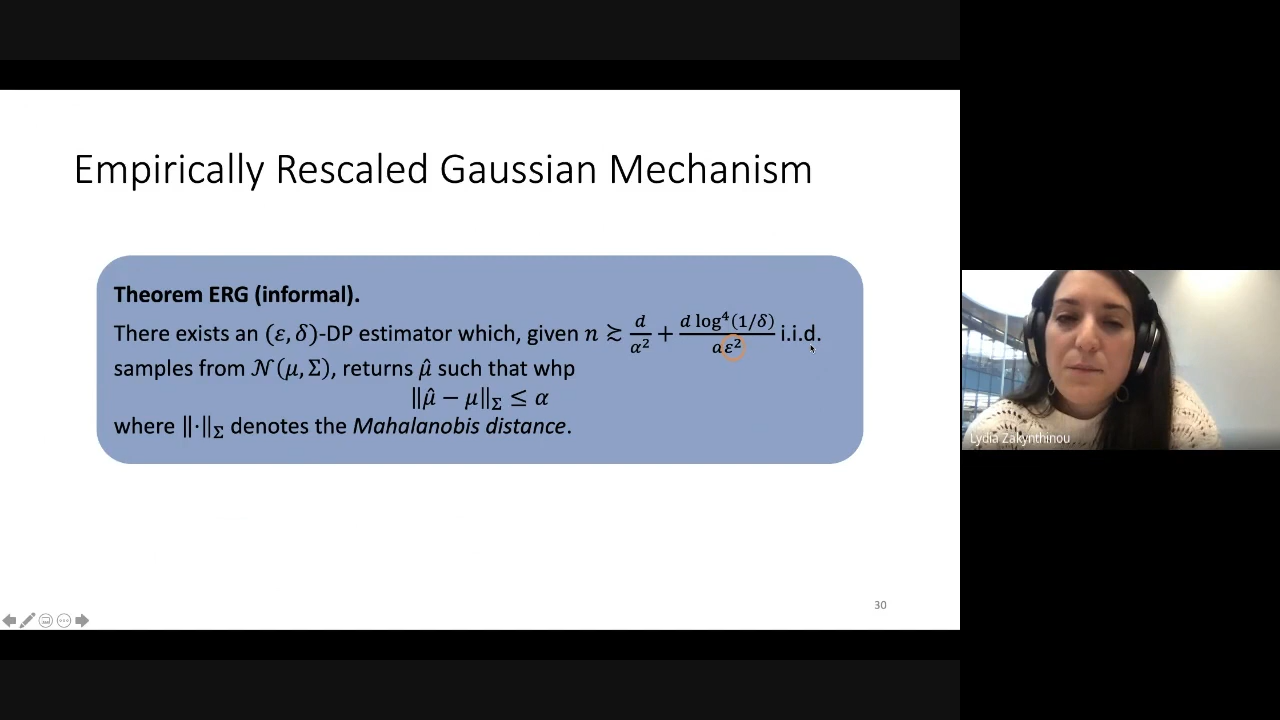 Empirically Rescaled Gaussian Mechanism
Theorem ERG (informal).
There exists an (ε, δ)-DP estimator which, given n ≳ d/α² + d log⁴(1/δ)/aε² i.i.d.
samples from 𝒩(μ, Σ), returns μ̂ such that whp
‖μ̂ − μ‖_Σ ≤ α
where ‖·‖_Σ denotes the Mahalanobis distance.
Lydia Zakynthinou
30